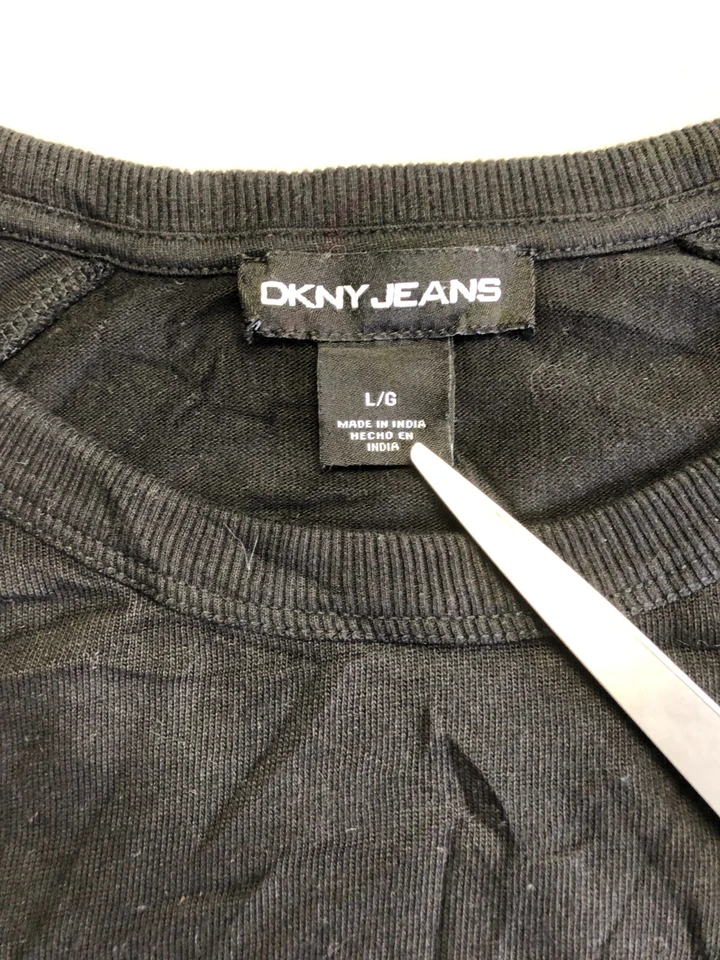 DKNY JEANS
L/G
MADE IN INDIA
HECHO EN
INDIA